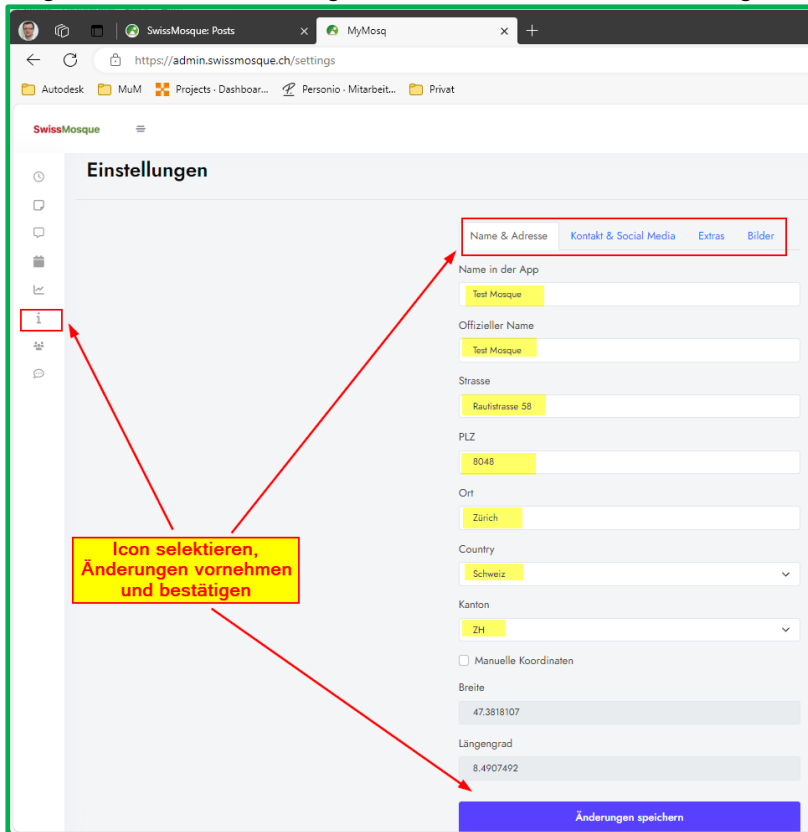 SwissMosque: Posts
MyMosq
https://admin.swissmosque.ch/settings
Autodesk MuM Projects - Dashboar... Personio - Mitarbeit... Privat
SwissMosque
Einstellungen
Name & Adresse Kontakt & Social Media Extras Bilder
Name in der App
Test Mosque
Offizieller Name
Test Mosque
Strasse
Rautistrasse 58
PLZ
8048
Ort
Zürich
Country
Schweiz
Kanton
ZH
Manuelle Koordinaten
Breite
47.3818107
Längengrad
8.4907492
Änderungen speichern
Icon selektieren,
Änderungen vornehmen
und bestätigen